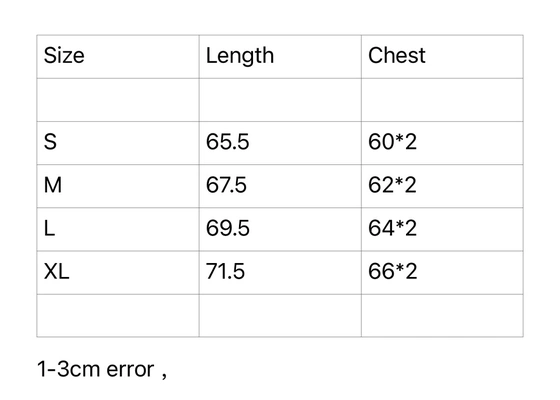 Size Length Chest
S 65.5 60*2
M 67.5 62*2
L 69.5 64*2
XL 71.5 66*2
1-3cm error ,